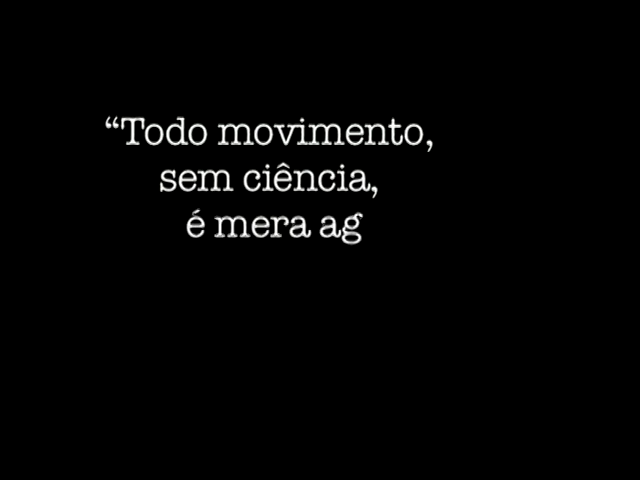 “Todo movimento,
sem ciência,
é mera ag